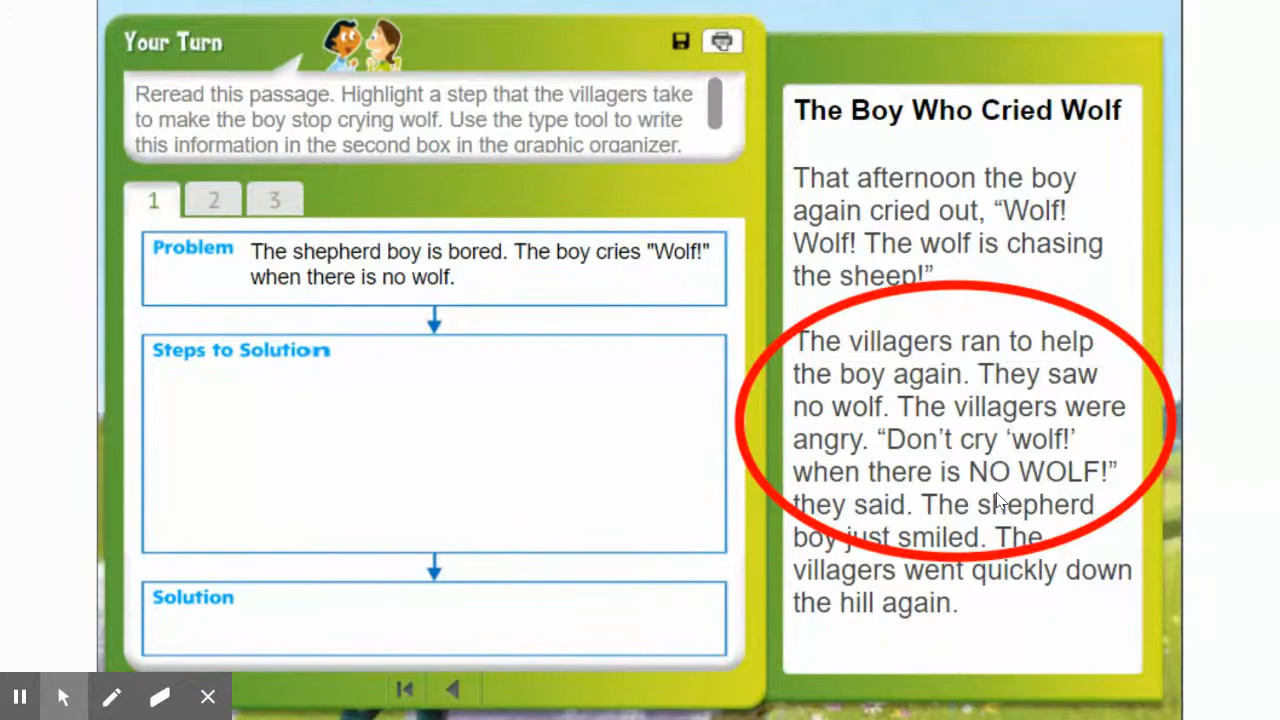 Your Turn
Reread this passage. Highlight a step that the villagers take
to make the boy stop crying wolf. Use the type tool to write
this information in the second box in the graphic organizer.
1 2 3
Problem The shepherd boy is bored. The boy cries "Wolf!"
when there is no wolf.
Steps to Solution
Solution
The Boy Who Cried Wolf
That afternoon the boy
again cried out, “Wolf!
Wolf! The wolf is chasing
the sheep!”
The villagers ran to help
the boy again. They saw
no wolf. The villagers were
angry. “Don’t cry ‘wolf!’
when there is NO WOLF!”
they said. The shepherd
boy just smiled. The
villagers went quickly down
the hill again.